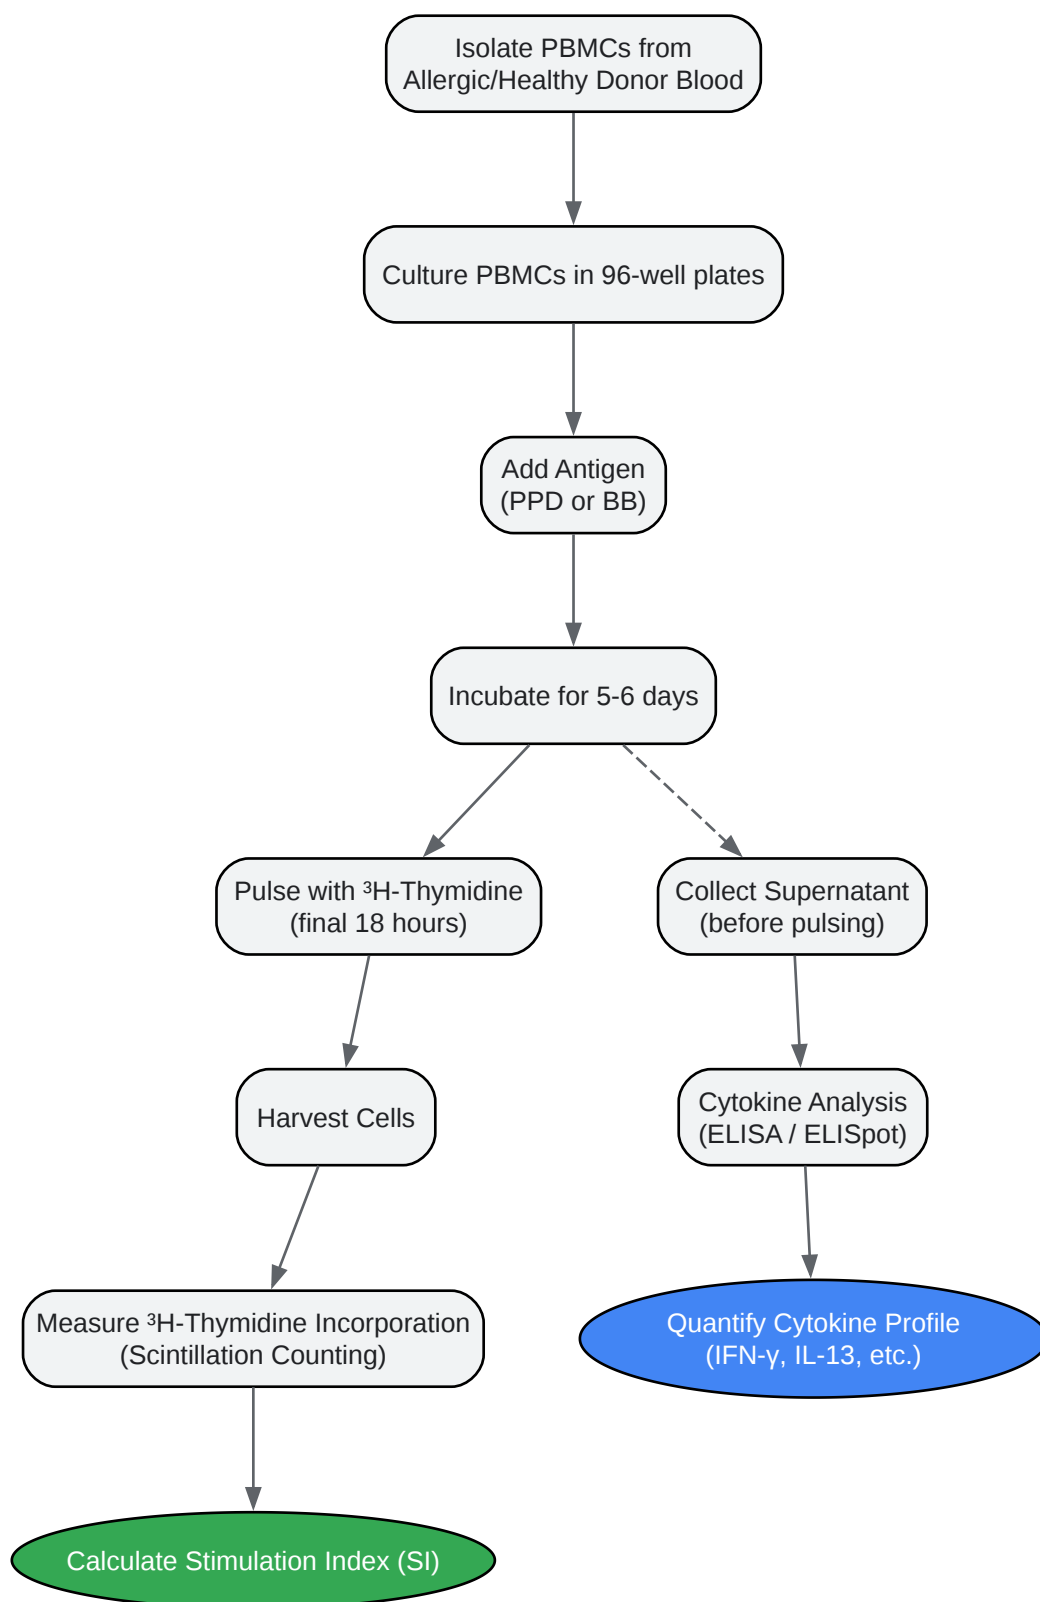 Isolate PBMCs from
Allergic/Healthy Donor Blood
Culture PBMCs in 96-well plates
Add Antigen
(PPD or BB)
Incubate for 5-6 days
Pulse with ³H-Thymidine
(final 18 hours)
Collect Supernatant
(before pulsing)
Harvest Cells
Cytokine Analysis
(ELISA / ELISpot)
Measure ³H-Thymidine Incorporation
(Scintillation Counting)
Quantify Cytokine Profile
(IFN-γ, IL-13, etc.)
Calculate Stimulation Index (SI)